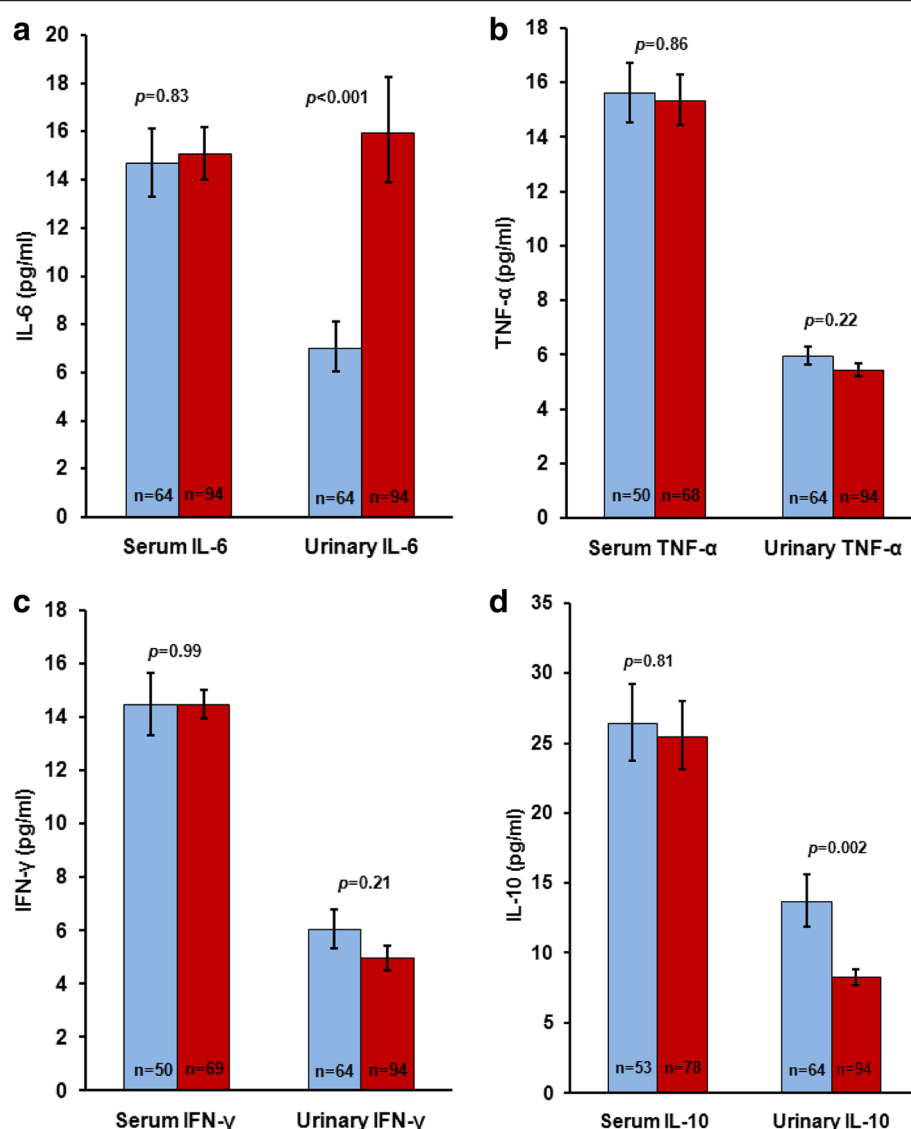 a
IL-6 (pg/ml)
20
18
16
14
12
10
8
6
4
2
0
p=0.83
p<0.001
n=64
n=94
n=64
n=94
Serum IL-6
Urinary IL-6
b
TNF-α (pg/ml)
18
16
14
12
10
8
6
4
2
0
p=0.86
p=0.22
n=50
n=68
n=64
n=94
Serum TNF-α
Urinary TNF-α
c
IFN-γ (pg/ml)
18
16
14
12
10
8
6
4
2
0
p=0.99
p=0.21
n=50
n=69
n=64
n=94
Serum IFN-γ
Urinary IFN-γ
d
IL-10 (pg/ml)
35
30
25
20
15
10
5
0
p=0.81
p=0.002
n=53
n=78
n=64
n=94
Serum IL-10
Urinary IL-10